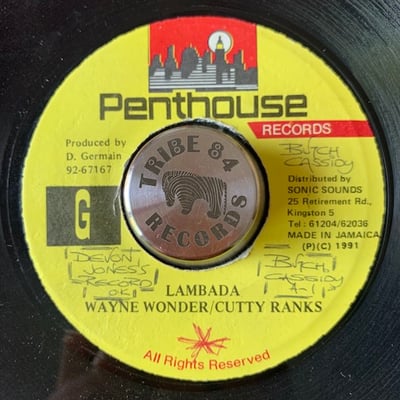 Penthouse
RECORDS
Produced by
D. Germain
92-67167
BUTCH
CASSIDY
Distributed by
SONIC SOUNDS
25 Retirement Rd.,
Kingston 5
Tel: 61204/62036
MADE IN JAMAICA
(P)(C) 1991
G
TRIBE 84
RECORDS
DEVON
JONES'S
RECORD
OK
BUTCH
CASSIDY
A-1
LAMBADA
WAYNE WONDER/CUTTY RANKS
All Rights Reserved